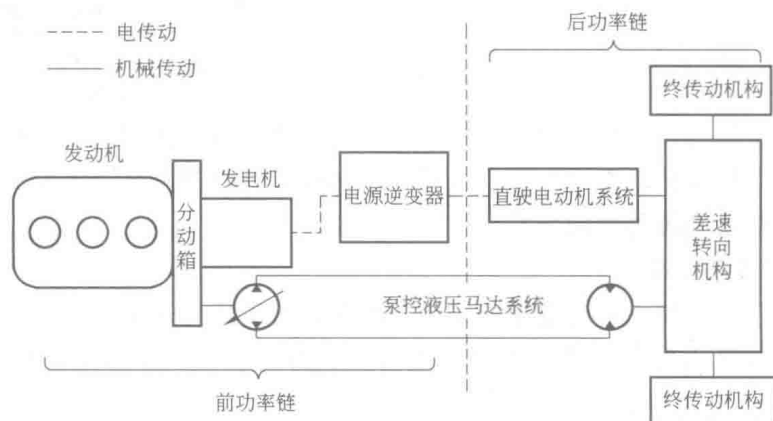 电传动
机械传动
后功率链
终传动机构
发动机
分动箱
发电机
电源逆变器
直驶电动机系统
差速
转向
机构
泵控液压马达系统
前功率链
终传动机构